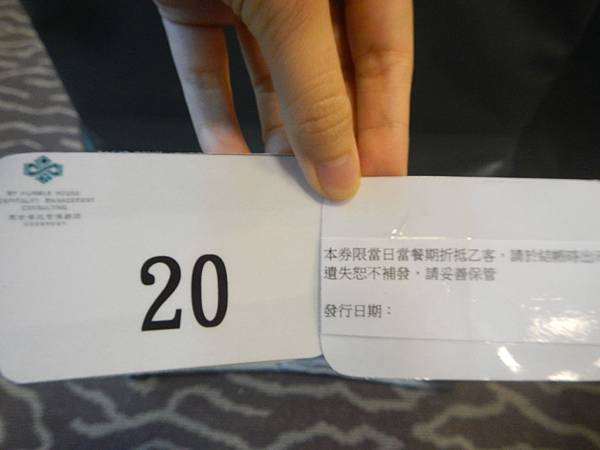 MY HUMBLE HOUSE
HOSPITALITY MANAGEMENT
CONSULTING
20
本券限當日當餐期折抵乙客，請於結帳時出示
遺失恕不補發，請妥善保管
發行日期：